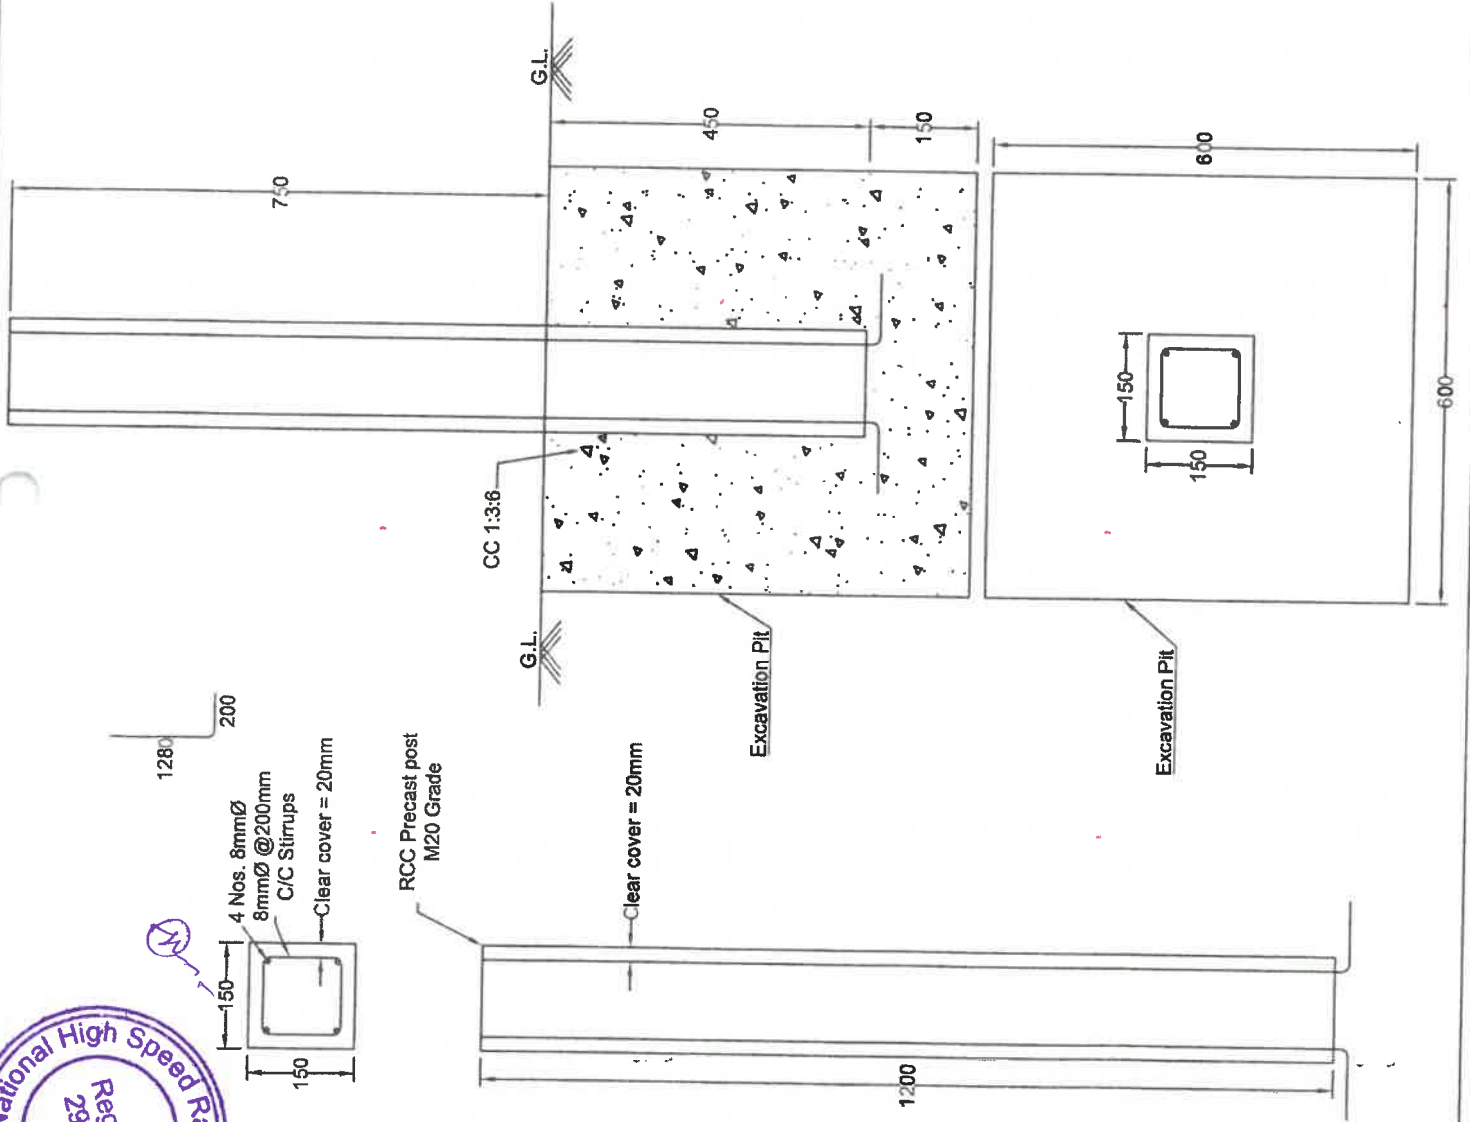 G.L.
750
450
150
600
CC 1:3:6
150
150
600
G.L.
Excavation Pit
Excavation Pit
1280
200
4 Nos. 8mmØ
8mmØ @200mm
C/C Stirrups
Clear cover = 20mm
150
150
RCC Precast post
M20 Grade
Clear cover = 20mm
1200
National High Speed